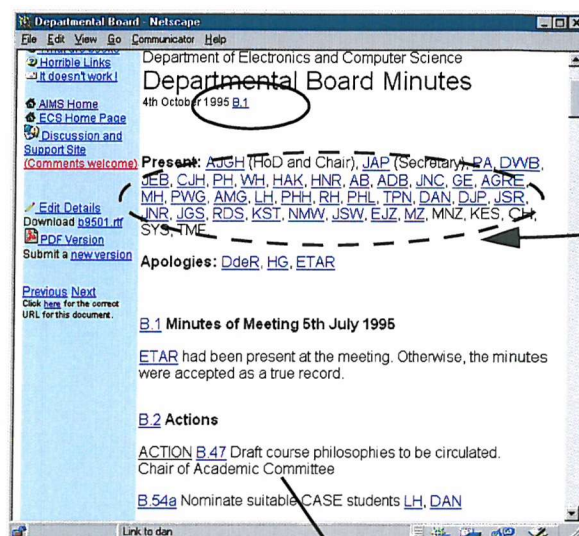 Departmental Board - Netscape
File Edit View Go Communicator Help
Horrible Links
It doesn't work!
AIMS Home
ECS Home Page
Discussion and
Support Site
(Comments welcome)
Edit Details
Download b9501.rtf
PDF Version
Submit a new version
Previous Next
Click here for the correct
URL for this document.
Department of Electronics and Computer Science
Departmental Board Minutes
4th October 1995 B.1
Present: AJGH (HoD and Chair), JAP (Secretary), PA, DWB,
JEB, CJH, PH, WH, HAK, HNR, AB, ADB, JNC, GE, AGRE,
MH, PWG, AMG, LH, PHH, RH, PHL, TPN, DAN, DJP, JSR,
JNR, JGS, RDS, KST, NMW, JSW, EJZ, MZ, MNZ, KES,
SYS, TME
Apologies: DdeR, HG, ETAR
B.1 Minutes of Meeting 5th July 1995
ETAR had been present at the meeting. Otherwise, the minutes
were accepted as a true record.
B.2 Actions
ACTION B.47 Draft course philosophies to be circulated.
Chair of Academic Committee
B.54a Nominate suitable CASE students LH, DAN
Link to dan